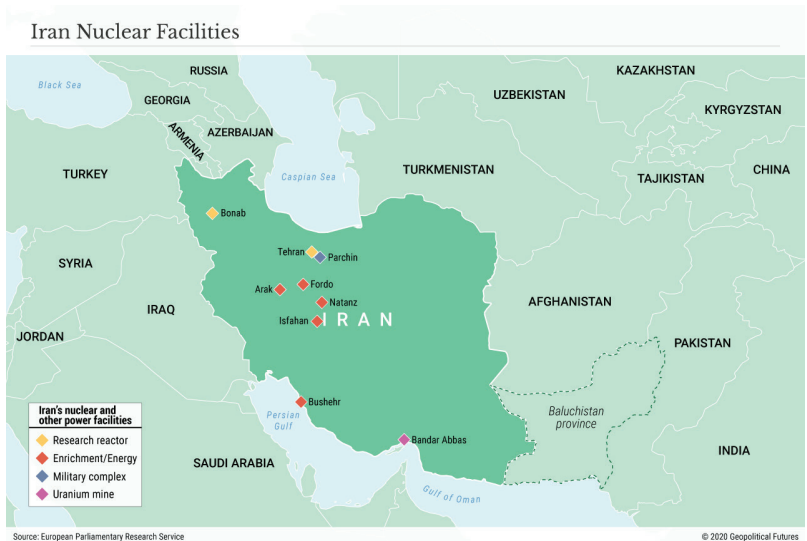 Iran Nuclear Facilities
RUSSIA
KAZAKHSTAN
Black Sea
UZBEKISTAN
GEORGIA
KYRGYZSTAN
ARMENIA
AZERBAIJAN
TURKEY
Caspian Sea
TURKMENISTAN
TAJIKISTAN
CHINA
Bonab
Tehran
Parchin
SYRIA
Fordo
Arak
Natanz
AFGHANISTAN
IRAQ
Isfahan
IRAN
JORDAN
PAKISTAN
Bushehr
Persian
Gulf
Baluchistan
province
Bandar Abbas
INDIA
SAUDI ARABIA
Gulf of Oman
Iran's nuclear and
other power facilities
Research reactor
Enrichment/Energy
Military complex
Uranium mine
Source: European Parliamentary Research Service
© 2020 Geopolitical Futures